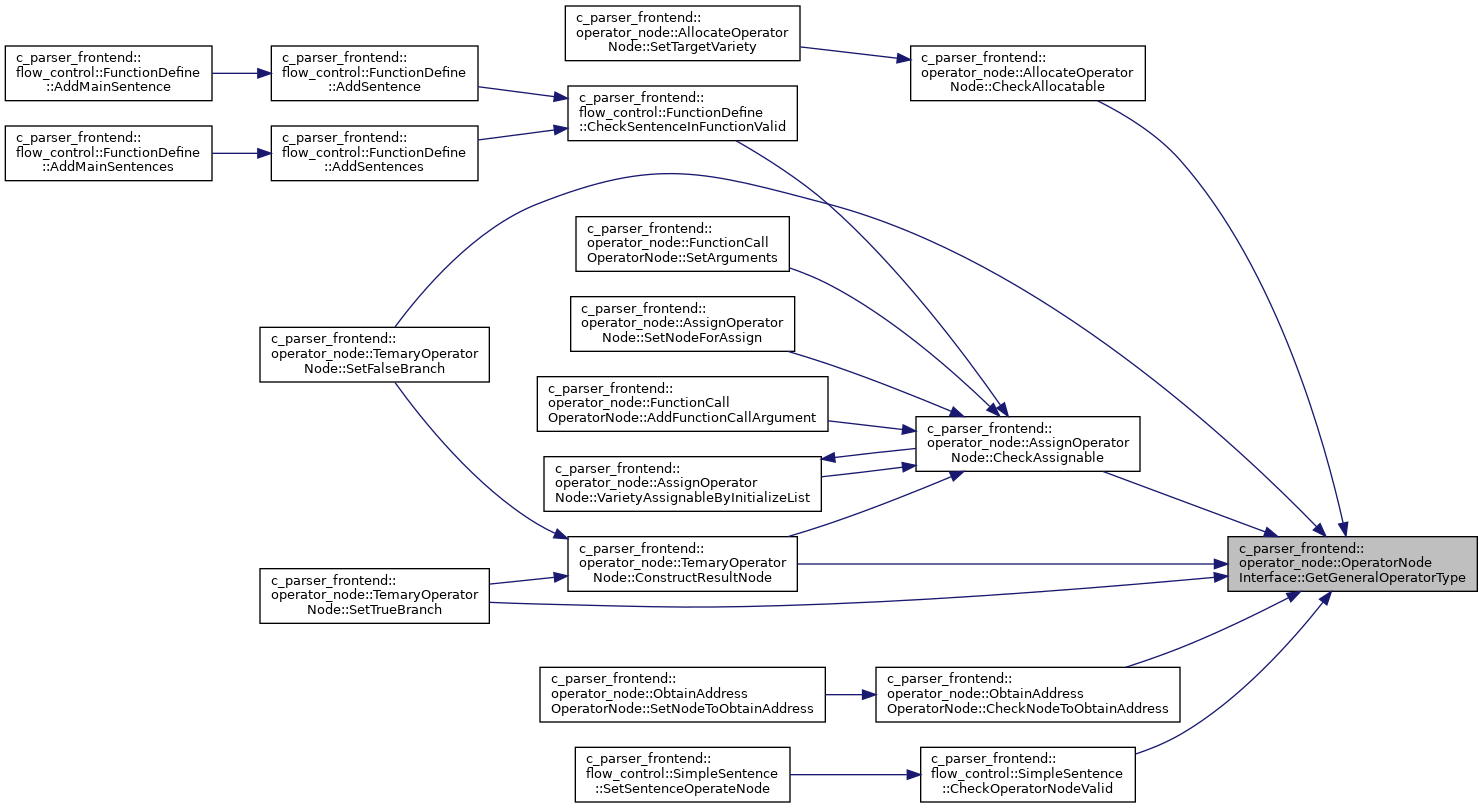 c_parser_frontend::
operator_node::AllocateOperator
Node::SetTargetVariety
c_parser_frontend::
flow_control::FunctionDefine
::AddMainSentence
c_parser_frontend::
flow_control::FunctionDefine
::AddSentence
c_parser_frontend::
operator_node::AllocateOperator
Node::CheckAllocatable
c_parser_frontend::
flow_control::FunctionDefine
::CheckSentenceInFunctionValid
c_parser_frontend::
flow_control::FunctionDefine
::AddMainSentences
c_parser_frontend::
flow_control::FunctionDefine
::AddSentences
c_parser_frontend::
operator_node::FunctionCall
OperatorNode::SetArguments
c_parser_frontend::
operator_node::AssignOperator
Node::SetNodeForAssign
c_parser_frontend::
operator_node::TemaryOperator
Node::SetFalseBranch
c_parser_frontend::
operator_node::FunctionCall
OperatorNode::AddFunctionCallArgument
c_parser_frontend::
operator_node::AssignOperator
Node::CheckAssignable
c_parser_frontend::
operator_node::AssignOperator
Node::VarietyAssignableByInitializeList
c_parser_frontend::
operator_node::TemaryOperator
Node::ConstructResultNode
c_parser_frontend::
operator_node::OperatorNode
Interface::GetGeneralOperatorType
c_parser_frontend::
operator_node::TemaryOperator
Node::SetTrueBranch
c_parser_frontend::
operator_node::ObtainAddress
OperatorNode::SetNodeToObtainAddress
c_parser_frontend::
operator_node::ObtainAddress
OperatorNode::CheckNodeToObtainAddress
c_parser_frontend::
flow_control::SimpleSentence
::SetSentenceOperateNode
c_parser_frontend::
flow_control::SimpleSentence
::CheckOperatorNodeValid